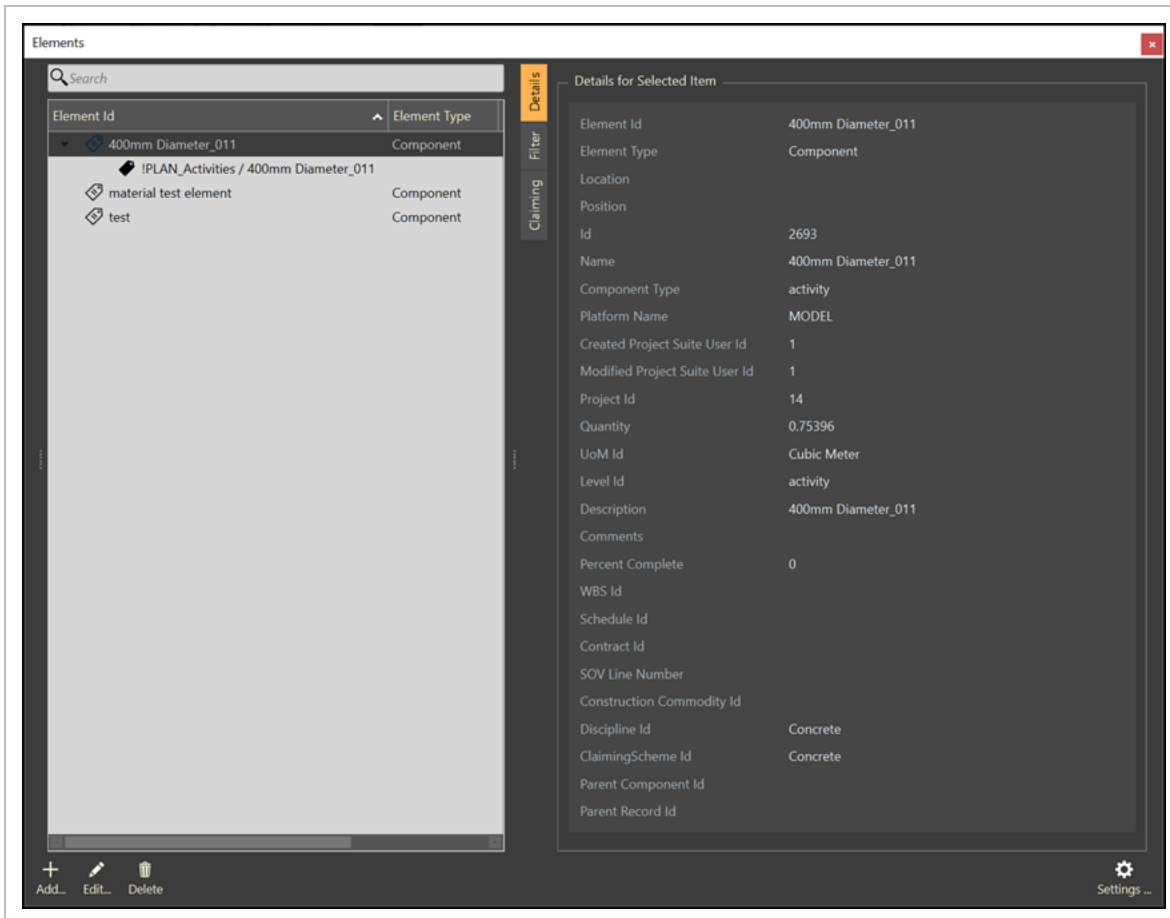 Elements
Search
Element Id Element Type
400mm Diameter_011 Component
!PLAN_Activities / 400mm Diameter_011
material test element Component
test Component
Details
Filter
Claiming
Details for Selected Item
Element Id 400mm Diameter_011
Element Type Component
Location
Position
Id 2693
Name 400mm Diameter_011
Component Type activity
Platform Name MODEL
Created Project Suite User Id 1
Modified Project Suite User Id 1
Project Id 14
Quantity 0.75396
UoM Id Cubic Meter
Level Id activity
Description 400mm Diameter_011
Comments
Percent Complete 0
WBS Id
Schedule Id
Contract Id
SOV Line Number
Construction Commodity Id
Discipline Id Concrete
ClaimingScheme Id Concrete
Parent Component Id
Parent Record Id
Add... Edit... Delete
Settings ...